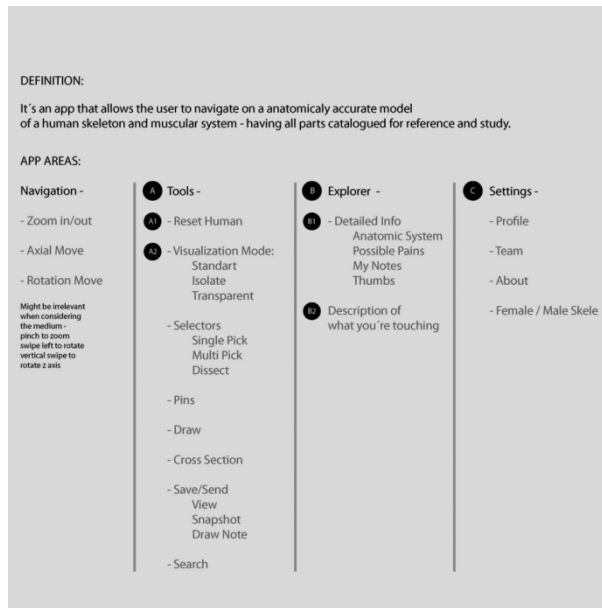 DEFINITION:
It´s an app that allows the user to navigate on a anatomicaly accurate model
of a human skeleton and muscular system - having all parts catalogued for reference and study.
APP AREAS:
Navigation -
- Zoom in/out
- Axial Move
- Rotation Move
Might be irrelevant
when considering
the medium -
pinch to zoom
swipe left to rotate
vertical swipe to
rotate z axis
A Tools -
A1 - Reset Human
A2 - Visualization Mode:
Standart
Isolate
Transparent
- Selectors
Single Pick
Multi Pick
Dissect
- Pins
- Draw
- Cross Section
- Save/Send
View
Snapshot
Draw Note
- Search
B Explorer -
B1 - Detailed Info
Anatomic System
Possible Pains
My Notes
Thumbs
B2 Description of
what you´re touching
C Settings -
- Profile
- Team
- About
- Female / Male Skele